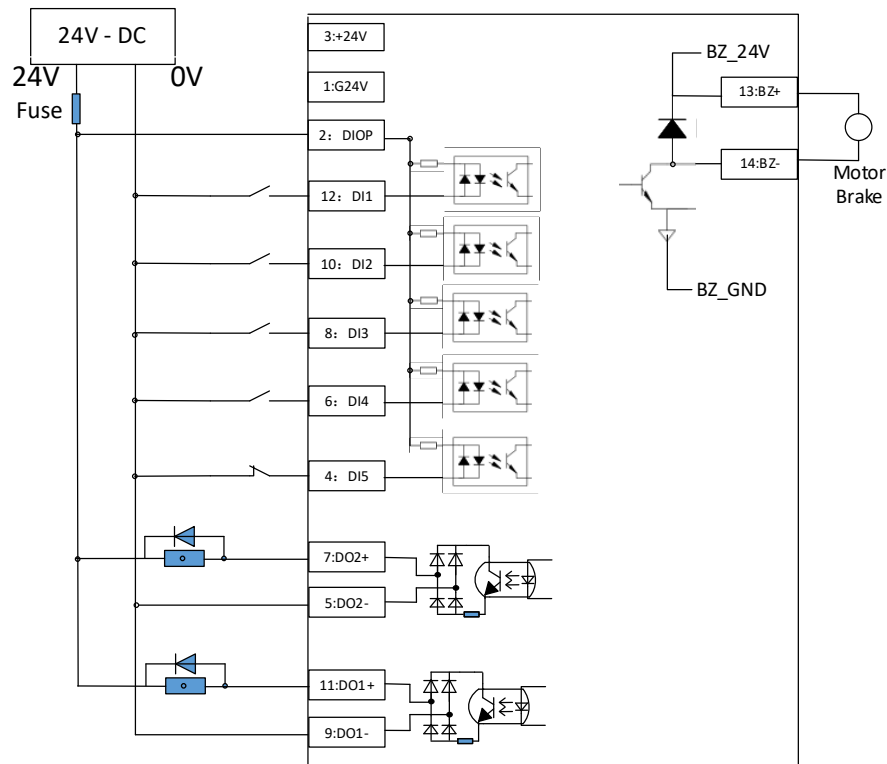 24V - DC
24V
0V
Fuse
3:+24V
1:G24V
2：DIOP
12：DI1
10：DI2
8：DI3
6：DI4
4：DI5
7:DO2+
5:DO2-
11:DO1+
9:DO1-
BZ_24V
13:BZ+
14:BZ-
Motor
Brake
BZ_GND